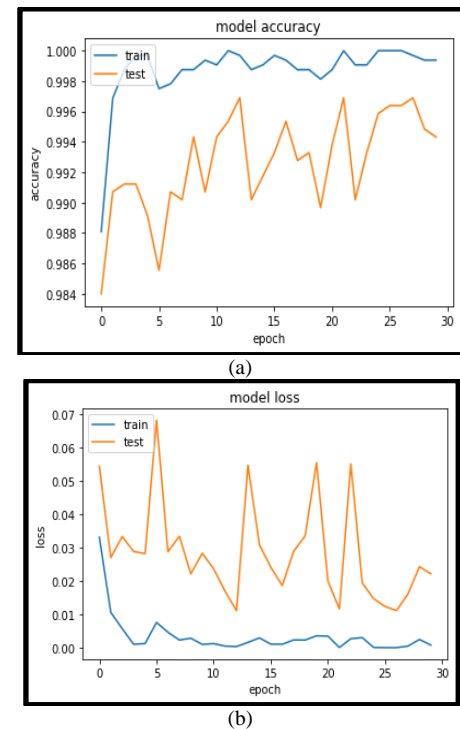 model accuracy
1.000
0.998
0.996
0.994
0.992
0.990
0.988
0.986
0.984
accuracy
train
test
0 5 10 15 20 25 30
epoch
(a)
model loss
0.07
0.06
0.05
0.04
0.03
0.02
0.01
0.00
loss
train
test
0 5 10 15 20 25 30
epoch
(b)